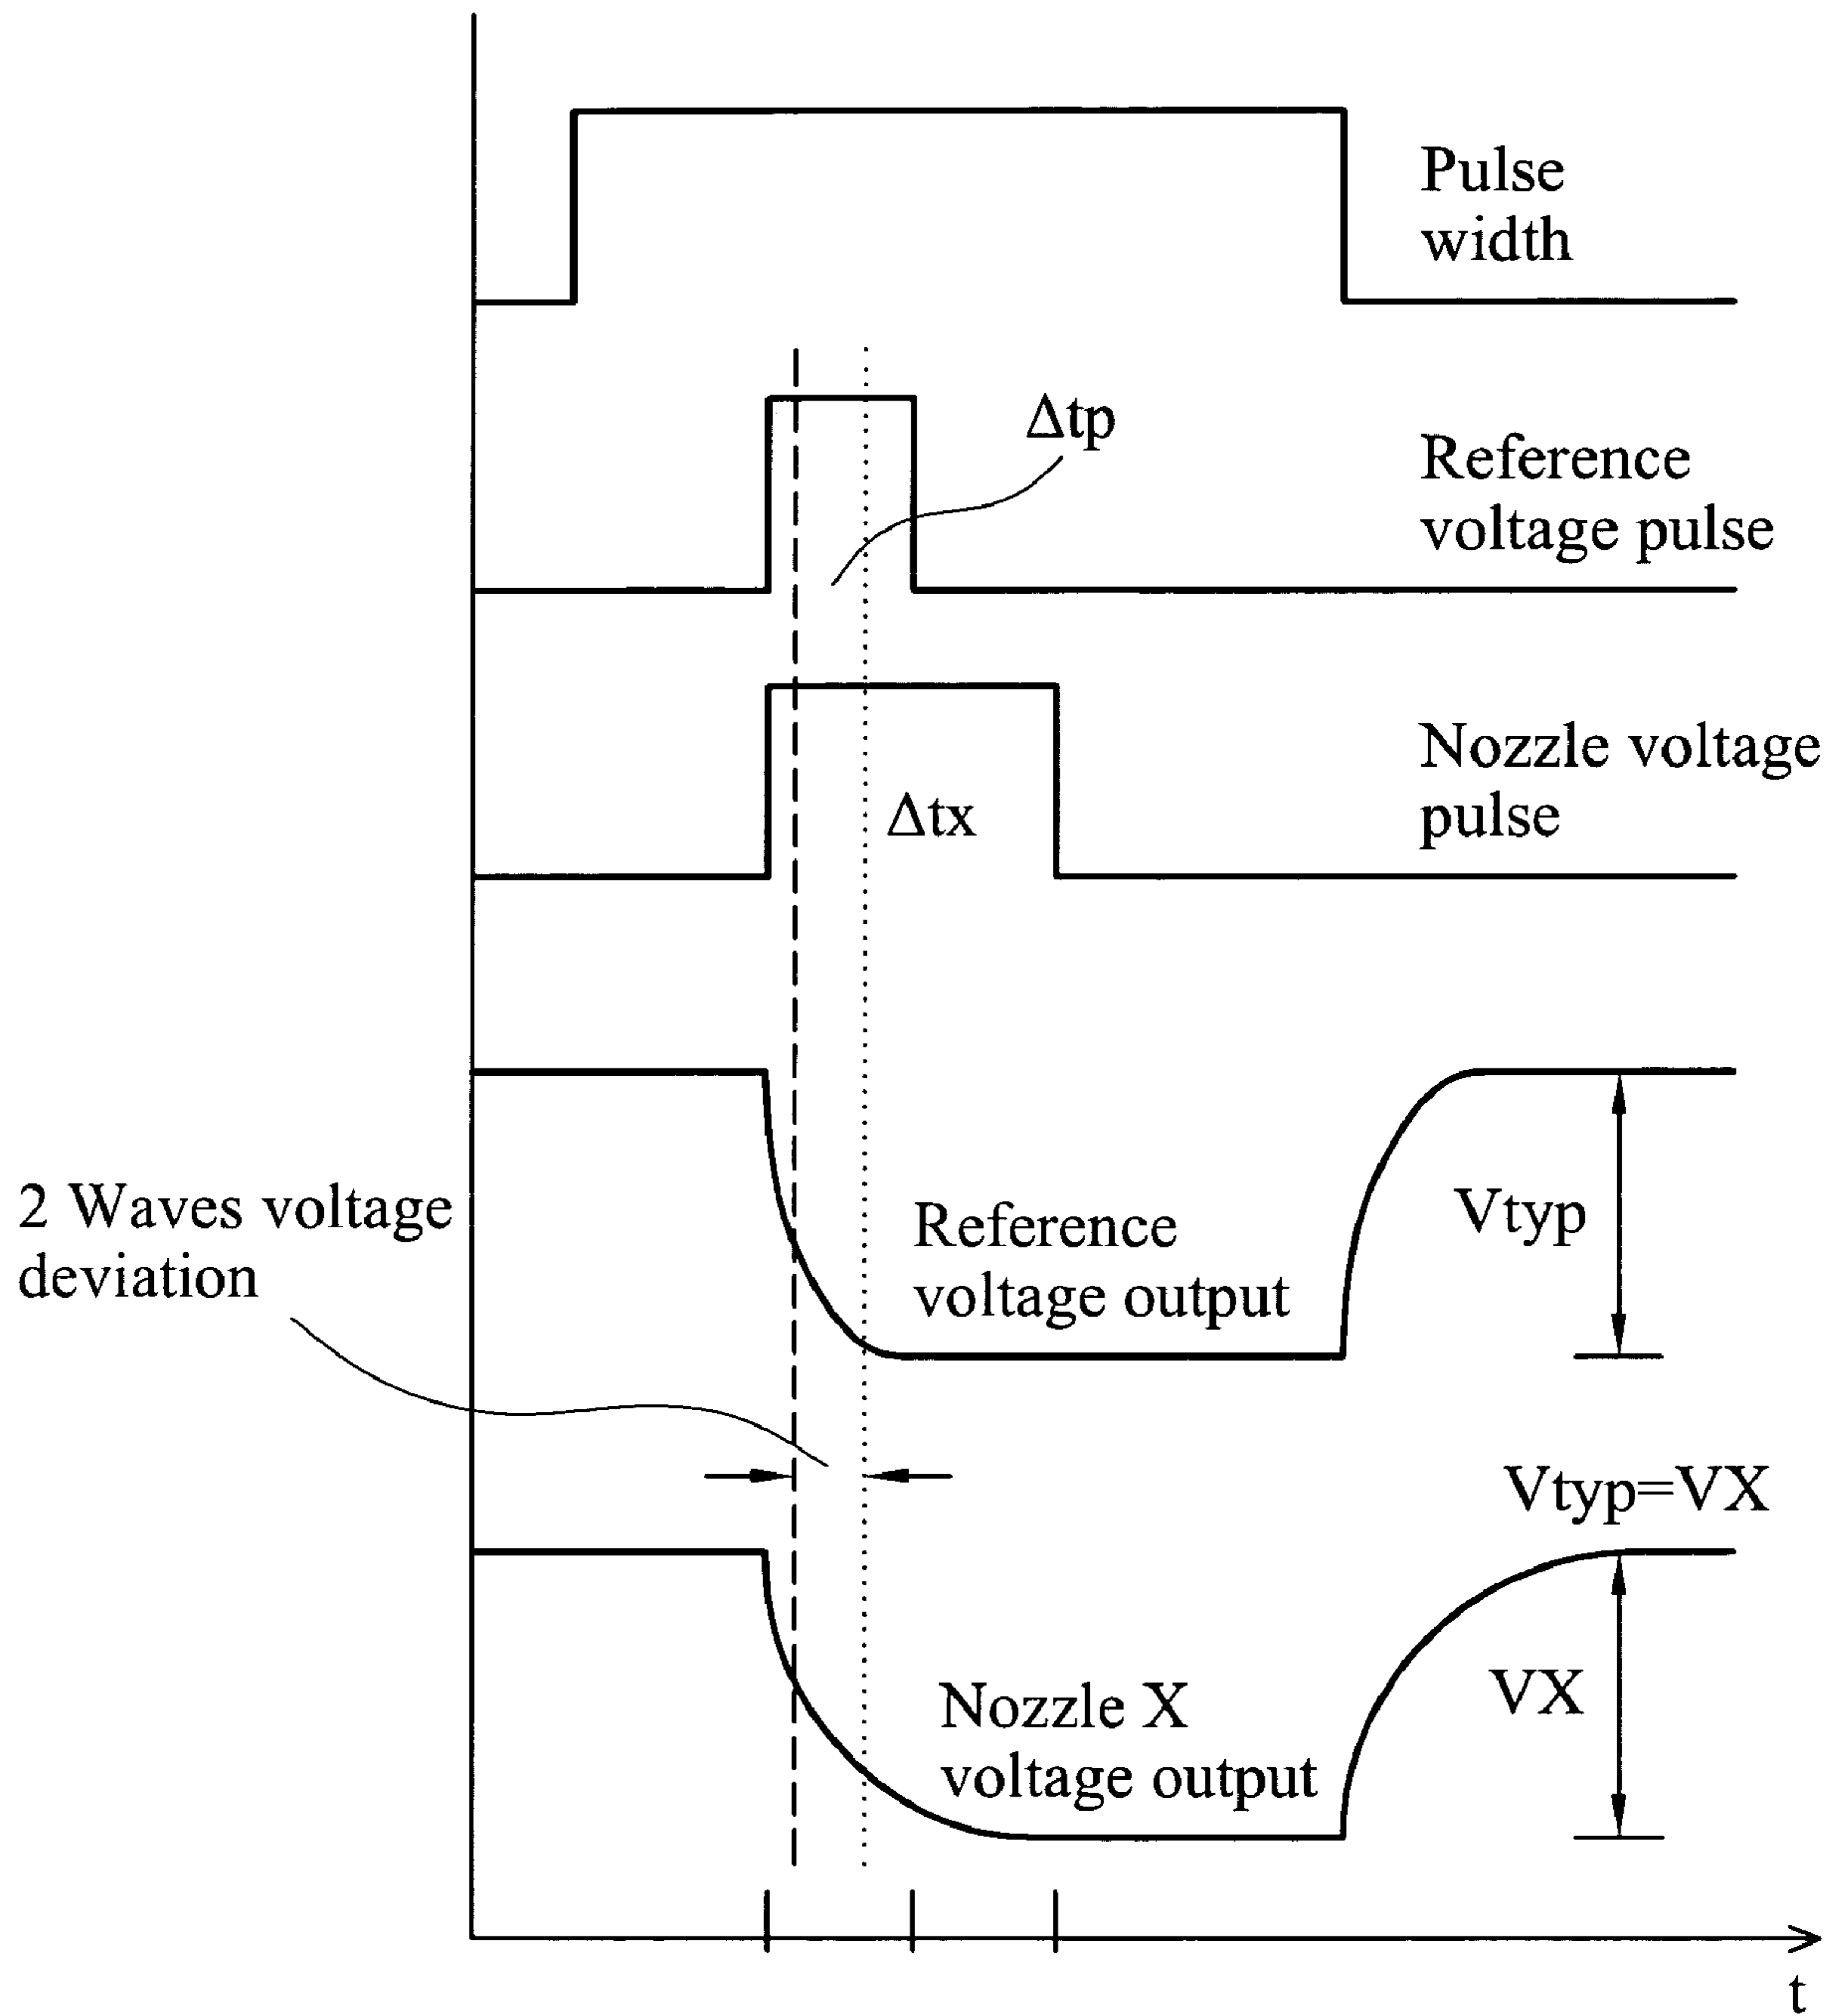 Pulse
width
Δtp
Reference
voltage pulse
Nozzle voltage
pulse
Δtx
2 Waves voltage
deviation
Reference
voltage output
Vtyp
Vtyp=VX
Nozzle X
voltage output
VX
t